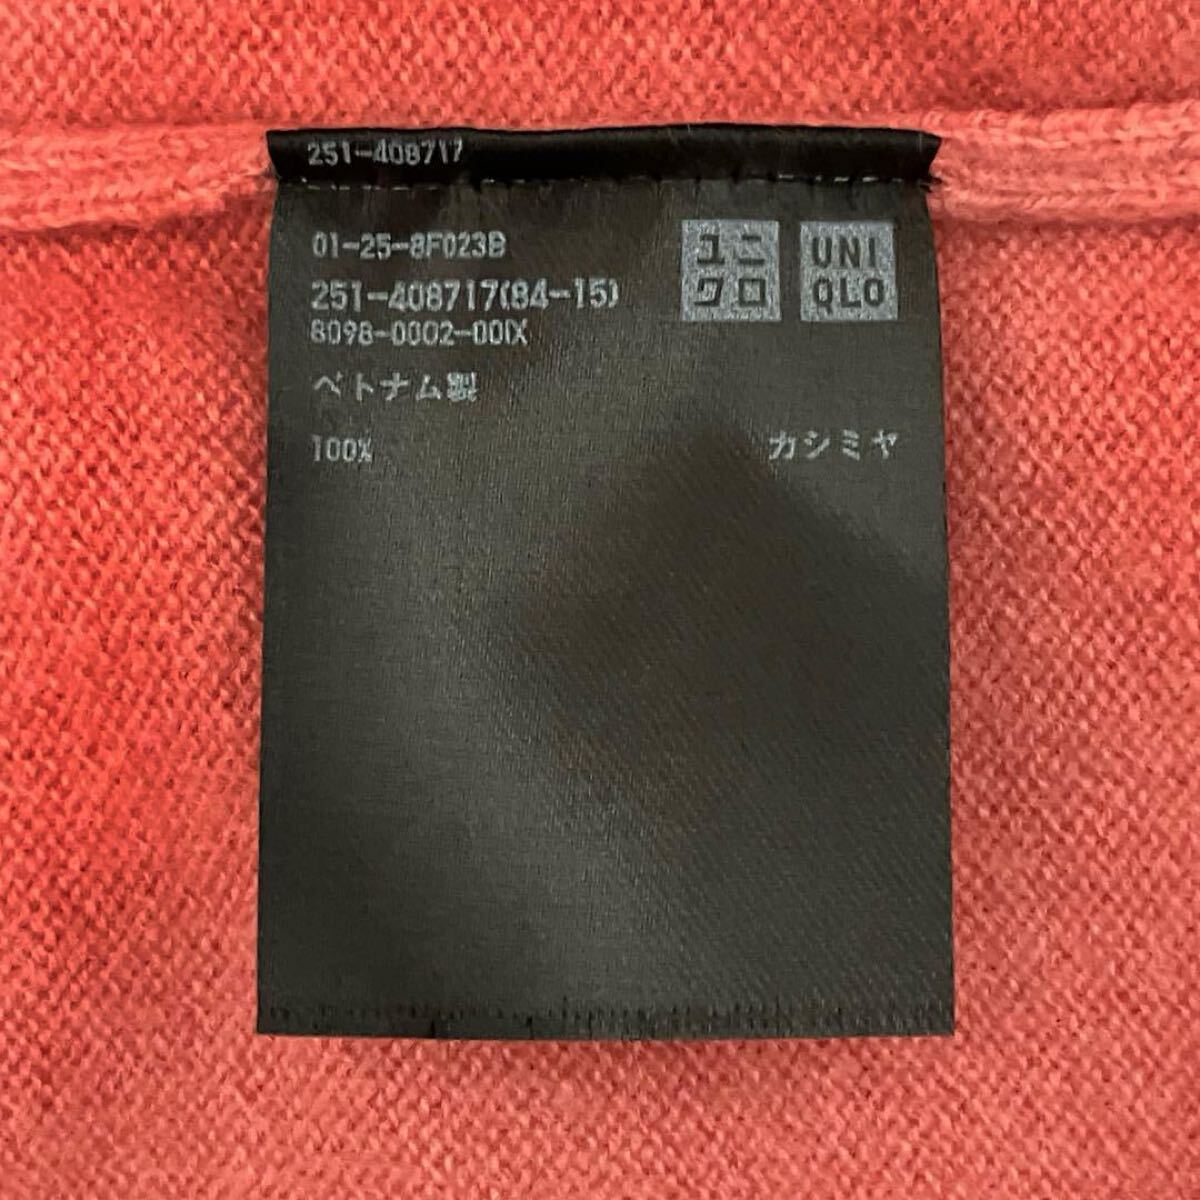 251-408717
01-25-8F023B
251-408717(84-15)
8098-0002-00IX
ベトナム製
100% カシミヤ
ユニ
クロ
UNI
QLO